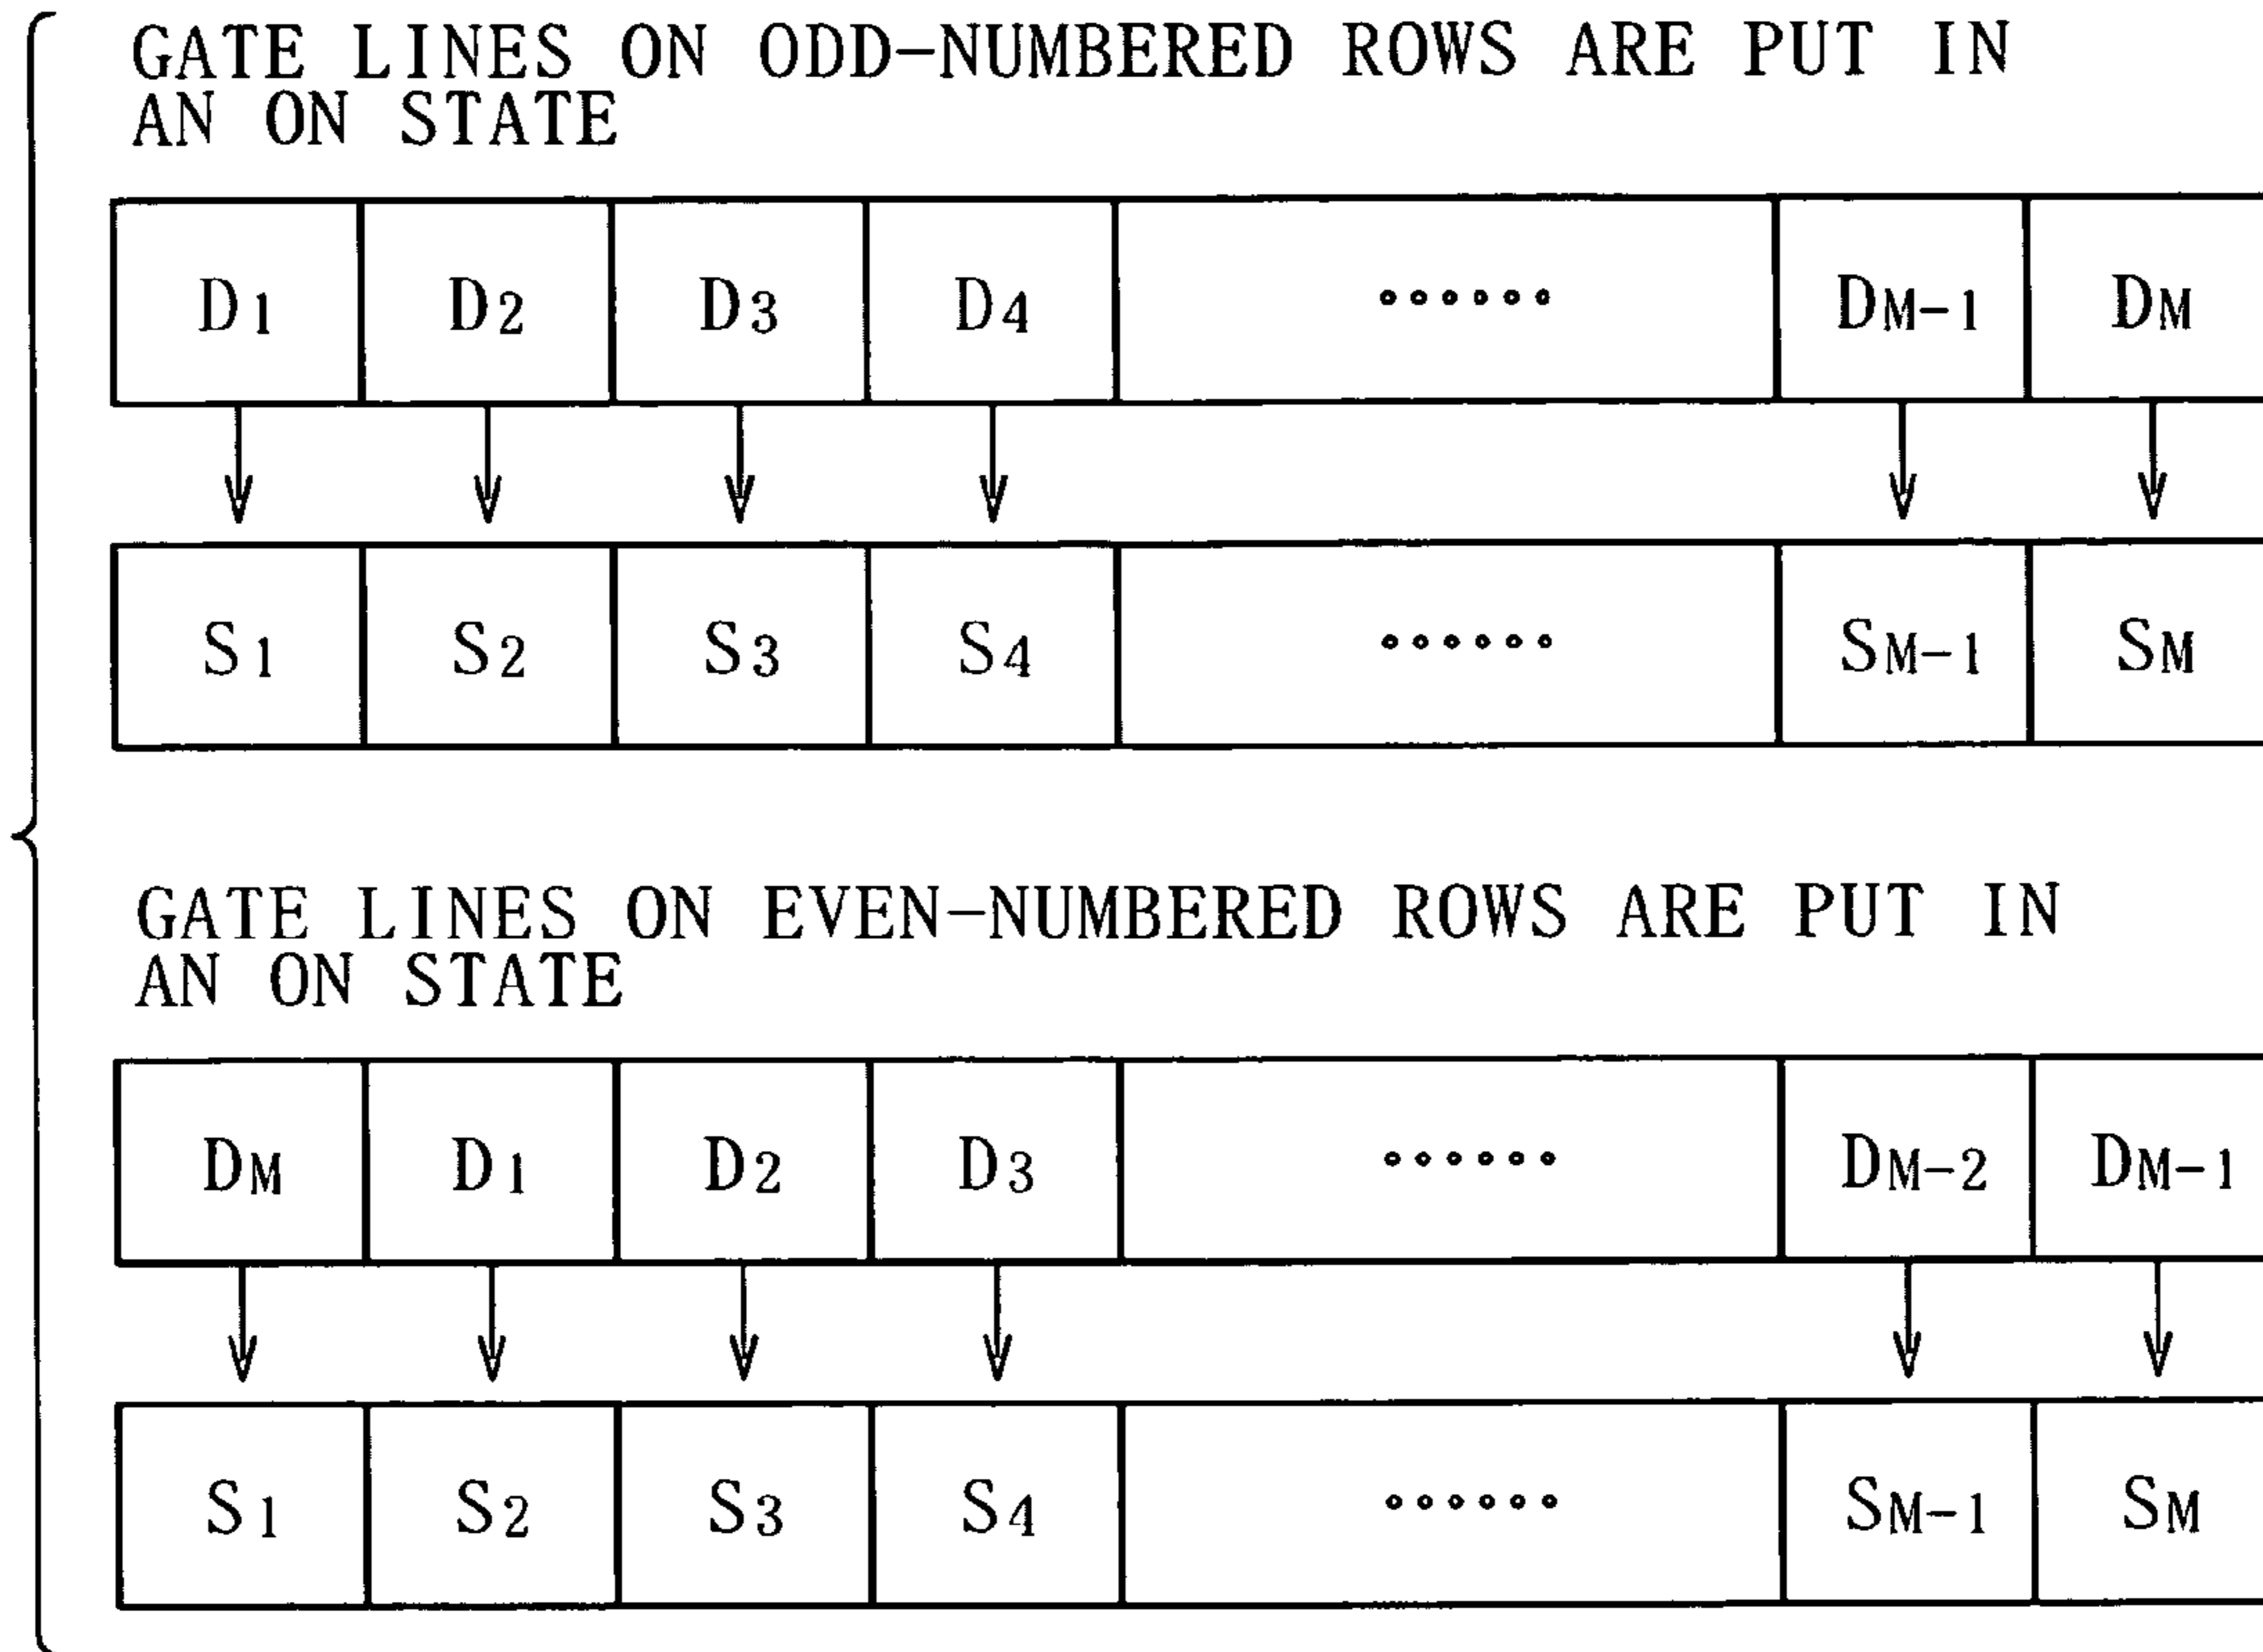 GATE LINES ON ODD-NUMBERED ROWS ARE PUT IN
AN ON STATE
D1 D2 D3 D4 ...... DM-1 DM
S1 S2 S3 S4 ...... SM-1 SM
GATE LINES ON EVEN-NUMBERED ROWS ARE PUT IN
AN ON STATE
DM D1 D2 D3 ...... DM-2 DM-1
S1 S2 S3 S4 ...... SM-1 SM